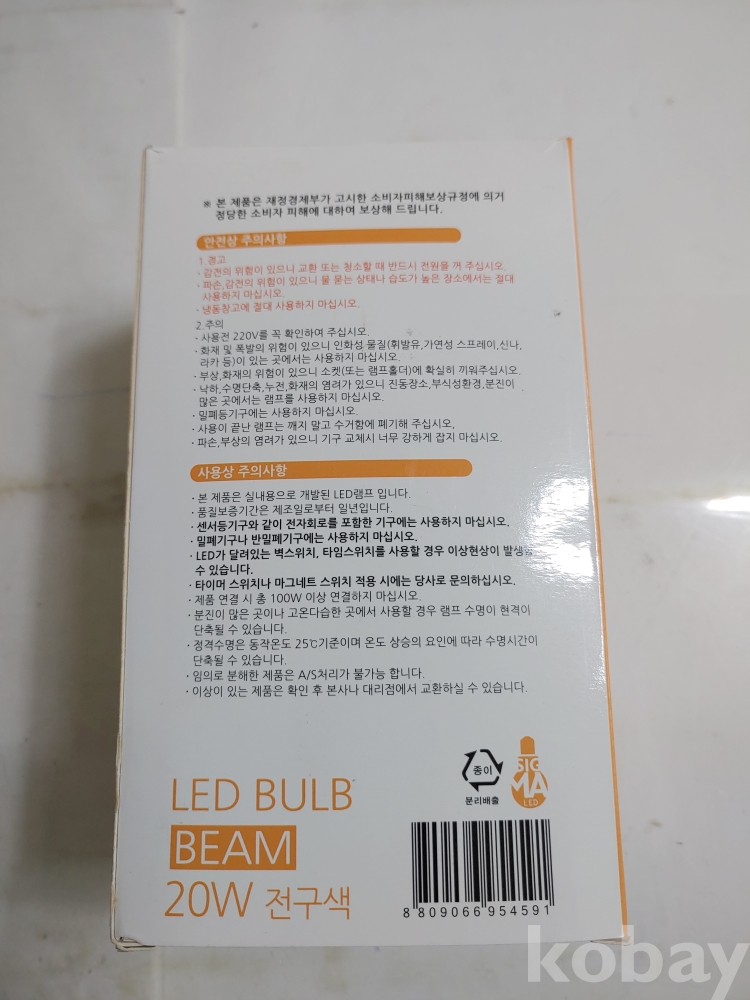 ※ 본 제품은 재정경제부가 고시한 소비자피해보상규정에 의거
정당한 소비자 피해에 대하여 보상해 드립니다.
안전상 주의사항
1.경고
· 감전의 위험이 있으니 교환 또는 청소할 때 반드시 전원을 꺼 주십시오.
· 파손,감전의 위험이 있으니 물 묻는 상태나 습도가 높은 장소에서는 절대
사용하지 마십시오.
· 냉동창고에 절대 사용하지 마십시오.
2.주의
· 사용전 220V를 꼭 확인하여 주십시오.
· 화재 및 폭발의 위험이 있으니 인화성 물질(휘발유,가연성 스프레이,신나,
라카 등)이 있는 곳에서는 사용하지 마십시오.
· 부상,화재의 위험이 있으니 소켓(또는 램프홀더)에 확실히 끼워주십시오.
· 낙하,수명단축,누전,화재의 염려가 있으니 진동장소,부식성환경,분진이
많은 곳에서는 램프를 사용하지 마십시오.
· 밀폐등기구에는 사용하지 마십시오.
· 사용이 끝난 램프는 깨지 말고 수거함에 폐기해 주십시오.
· 파손,부상의 염려가 있으니 기구 교체시 너무 강하게 잡지 마십시오.
사용상 주의사항
· 본 제품은 실내용으로 개발된 LED램프 입니다.
· 품질보증기간은 제조일로부터 일년입니다.
· 센서등기구와 같이 전자회로를 포함한 기구에는 사용하지 마십시오.
· 밀폐기구나 반밀폐기구에는 사용하지 마십시오.
· LED가 달려있는 벽스위치, 타임스위치를 사용할 경우 이상현상이 발생할
수 있습니다.
· 타이머 스위치나 마그네트 스위치 적용 시에는 당사로 문의하십시오.
· 제품 연결 시 총 100W 이상 연결하지 마십시오.
· 분진이 많은 곳이나 고온다습한 곳에서 사용할 경우 램프 수명이 현격이
단축될 수 있습니다.
· 정격수명은 동작온도 25℃기준이며 온도 상승의 요인에 따라 수명시간이
단축될 수 있습니다.
· 임의로 분해한 제품은 A/S처리가 불가능 합니다.
· 이상이 있는 제품은 확인 후 본사나 대리점에서 교환하실 수 있습니다.
종이
분리배출
SIG
MA
LED
LED BULB
BEAM
20W 전구색
8 809066 954591
kobay